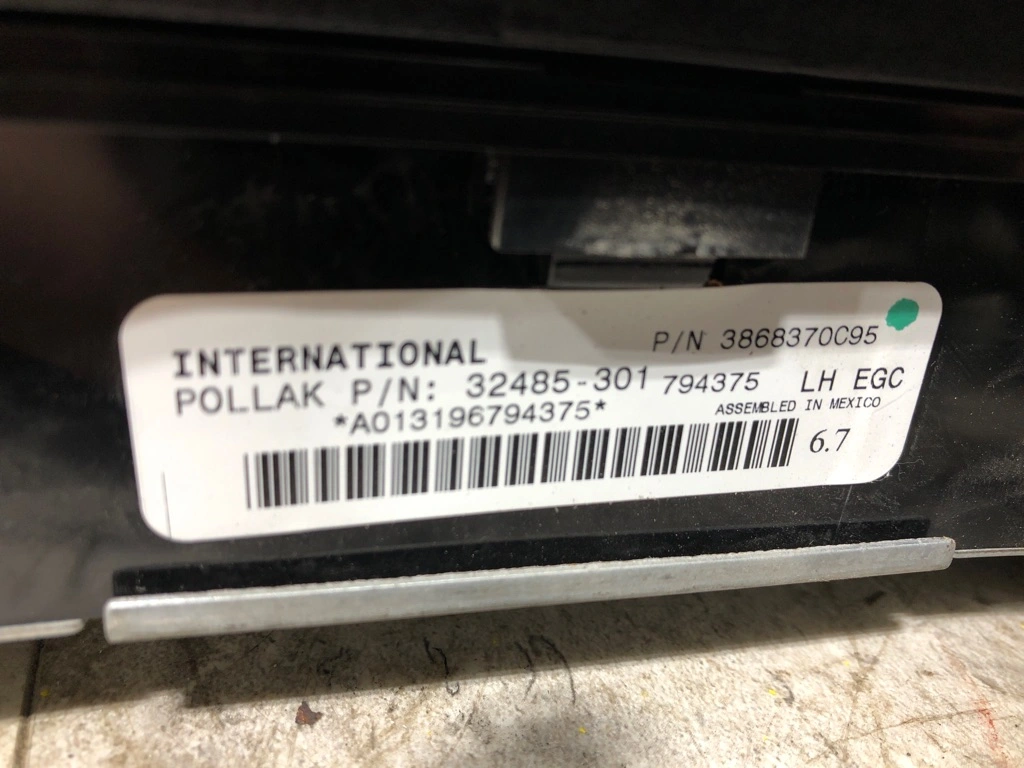 INTERNATIONAL P/N 3868370C95
POLLAK P/N: 32485-301 794375 LH EGC
*A013196794375* ASSEMBLED IN MEXICO
6.7